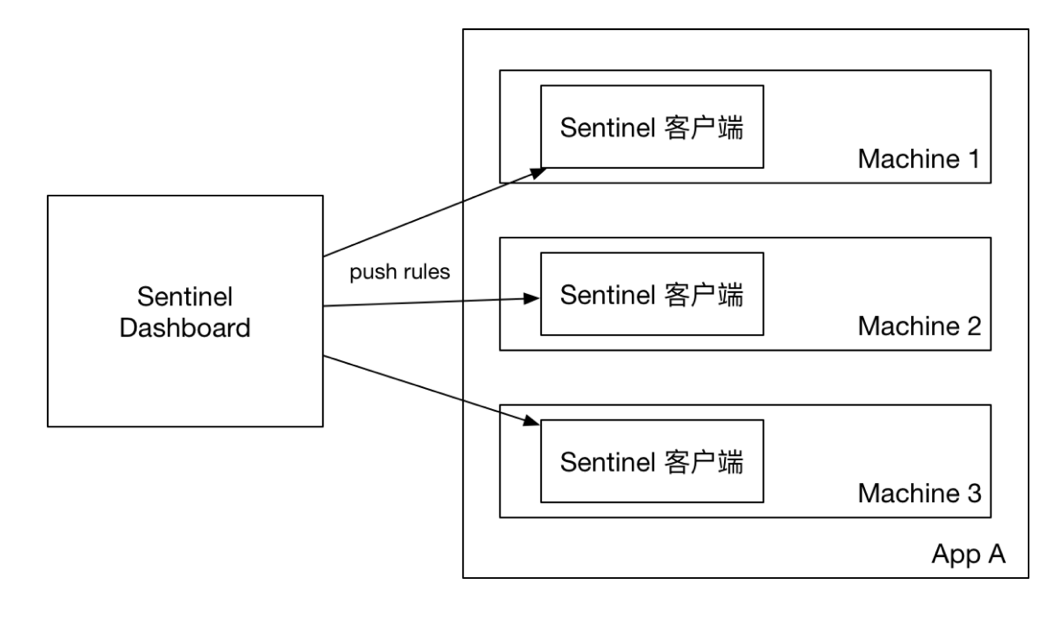 Sentinel
Dashboard
push rules
Sentinel 客户端
Machine 1
Sentinel 客户端
Machine 2
Sentinel 客户端
Machine 3
App A